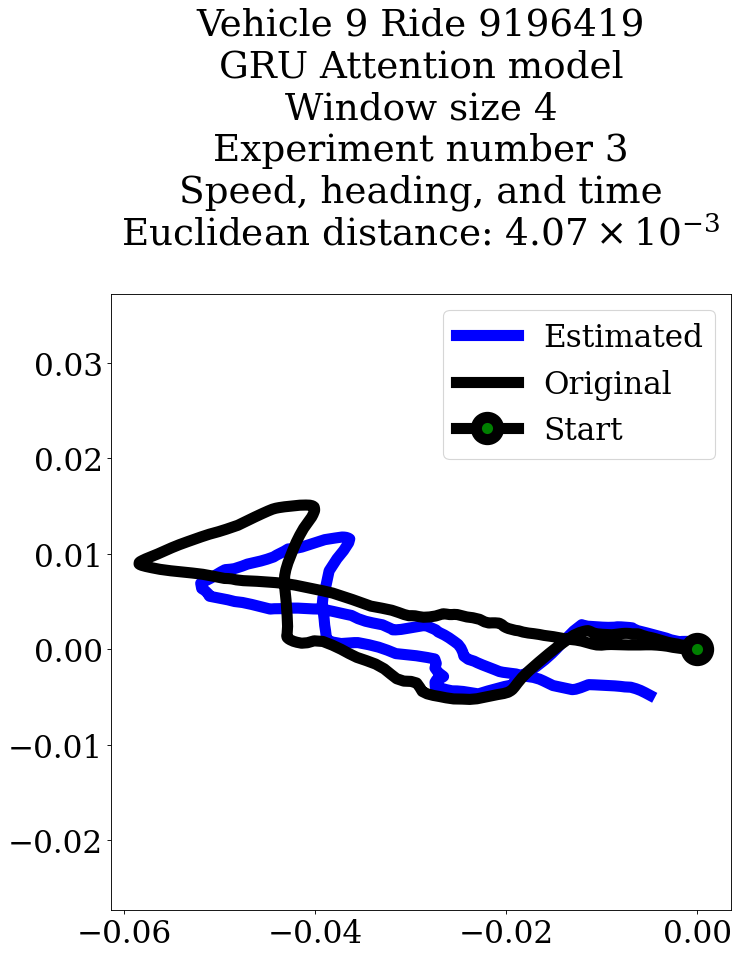 Vehicle 9 Ride 9196419
GRU Attention model
Window size 4
Experiment number 3
Speed, heading, and time
Euclidean distance: 4.07 × 10⁻³
Estimated
Original
Start
0.03
0.02
0.01
0.00
−0.01
−0.02
−0.06 −0.04 −0.02 0.00